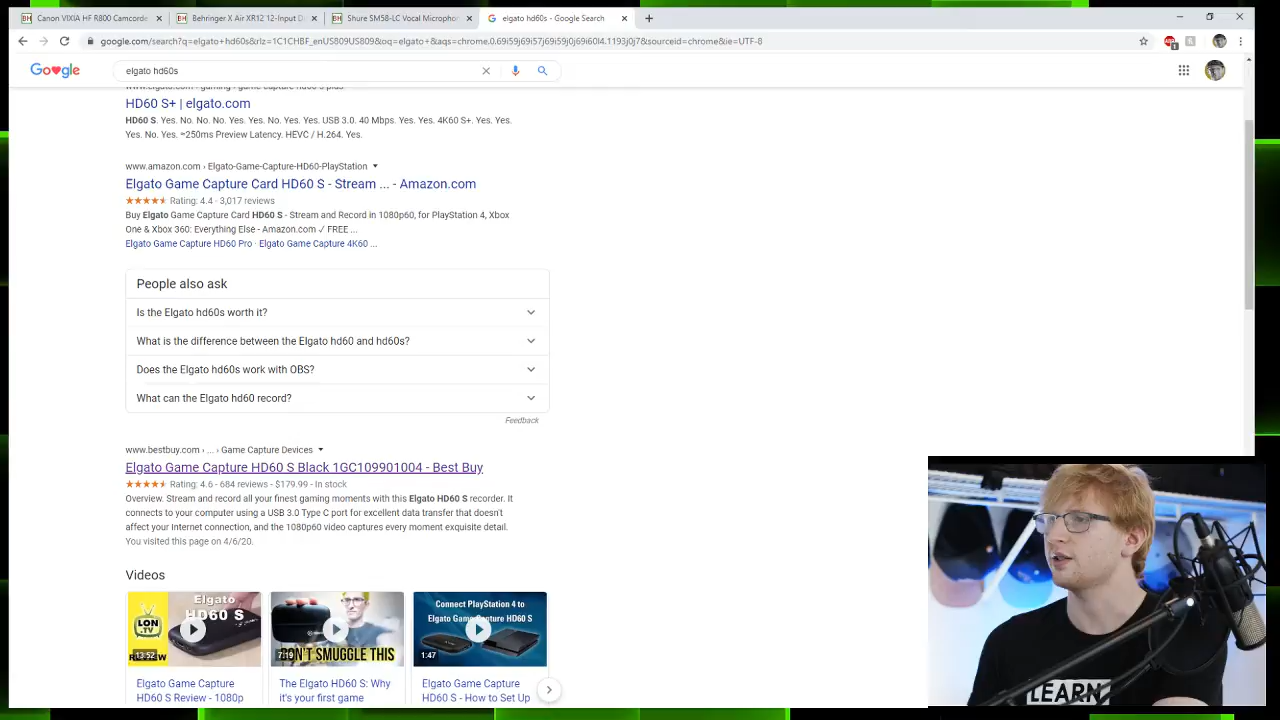 Canon VIXIA HF R800 Camcorde
Behringer X Air XR12 12-Input D
Shure SM58-LC Vocal Microphor
elgato hd60s - Google Search
google.com/search?q=elgato+hd60s&rlz=1C1CHBF_enUS809US809&oq=elgato+&aqs=chrome.0.69i59j69i57j69i59j0j69i60l4.1193j0j7&sourceid=chrome&ie=UTF-8
Google
elgato hd60s
HD60 S+ | elgato.com
HD60 S. Yes. No. No. No. Yes. Yes. No. Yes. Yes. USB 3.0. 40 Mbps. Yes. Yes. 4K60 S+. Yes. Yes.
Yes. No. Yes. ≈250ms Preview Latency. HEVC / H.264. Yes.
www.amazon.com › Elgato-Game-Capture-HD60-PlayStation
Elgato Game Capture Card HD60 S - Stream ... - Amazon.com
Rating: 4.4 - 3,017 reviews
Buy Elgato Game Capture Card HD60 S - Stream and Record in 1080p60, for PlayStation 4, Xbox
One & Xbox 360: Everything Else - Amazon.com ✓ FREE ...
Elgato Game Capture HD60 Pro · Elgato Game Capture 4K60 ...
People also ask
Is the Elgato hd60s worth it?
What is the difference between the Elgato hd60 and hd60s?
Does the Elgato hd60s work with OBS?
What can the Elgato hd60 record?
Feedback
www.bestbuy.com › ... › Game Capture Devices
Elgato Game Capture HD60 S Black 1GC109901004 - Best Buy
Rating: 4.6 - 684 reviews - $179.99 - In stock
Overview. Stream and record all your finest gaming moments with this Elgato HD60 S recorder. It
connects to your computer using a USB 3.0 Type C port for excellent data transfer that doesn't
affect your Internet connection, and the 1080p60 video captures every moment exquisite detail.
You visited this page on 4/6/20.
Videos
Elgato
HD60 S
LON
.TV
REVIEW
13:52
DON'T SMUGGLE THIS
7:19
Connect PlayStation 4 to
Elgato Game Capture HD60 S
1:47
Elgato Game Capture
HD60 S Review - 1080p
The Elgato HD60 S: Why
it's your first game
Elgato Game Capture
HD60 S - How to Set Up
LEARN